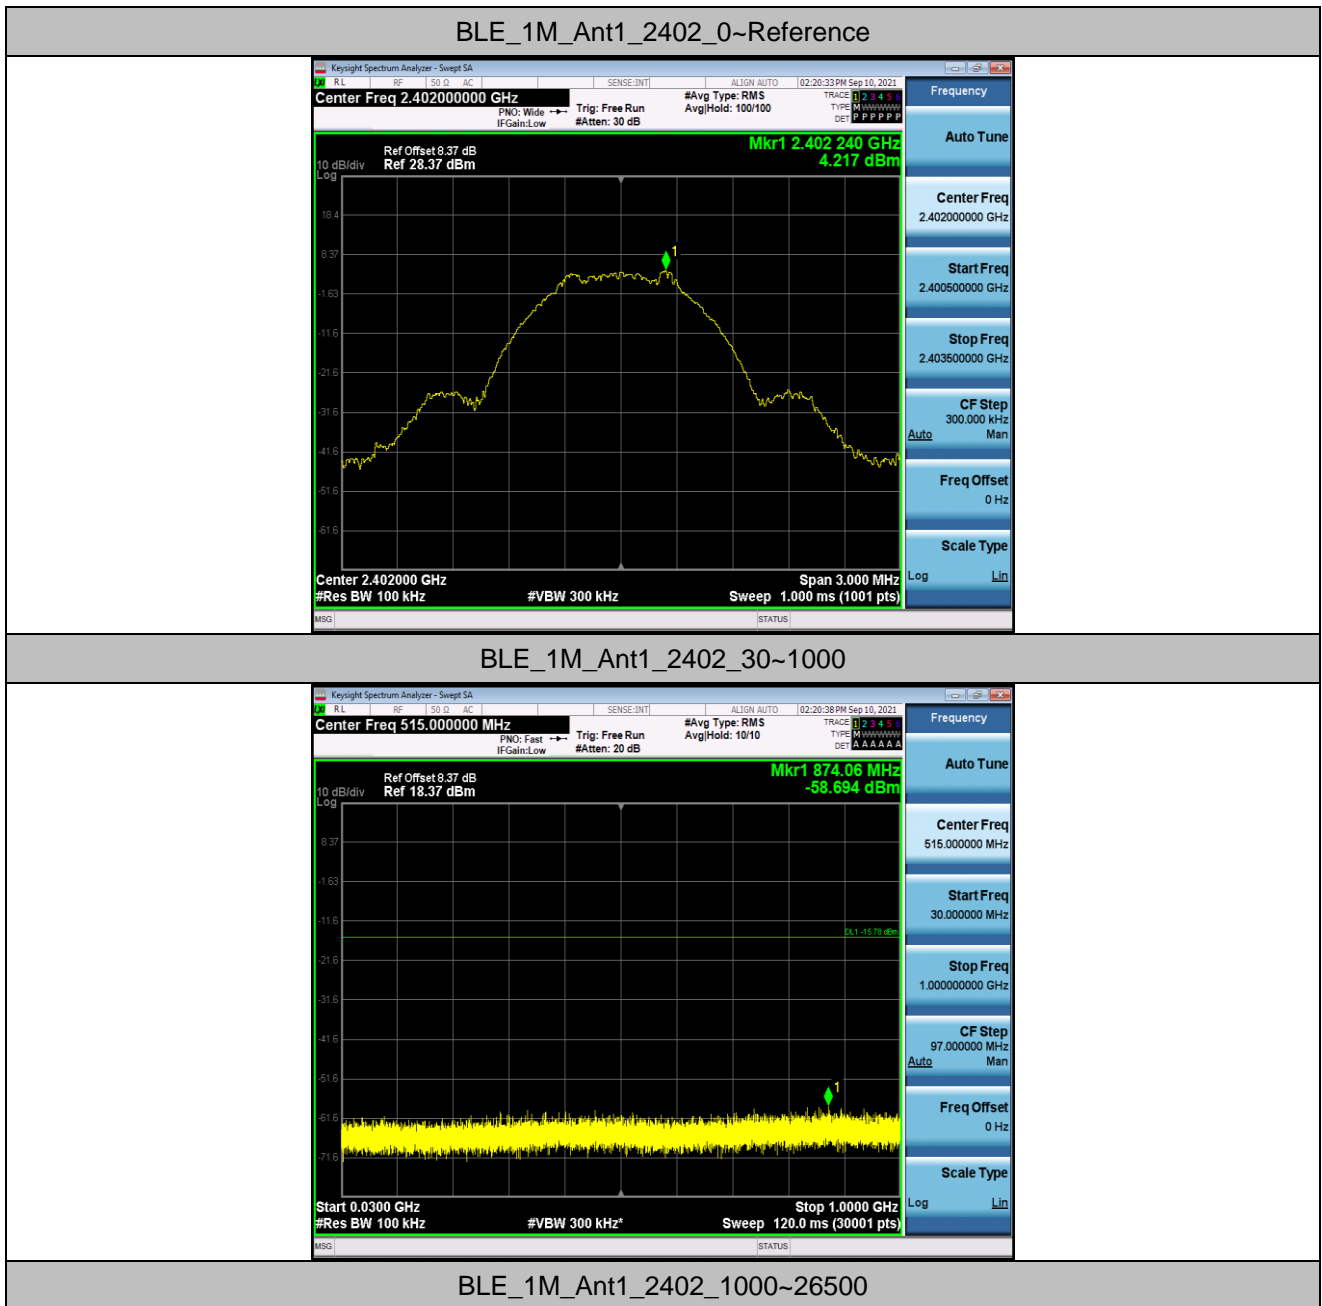 BLE_1M_Ant1_2402_0~Reference
Keysight Spectrum Analyzer - Swept SA
RL RF 50 Ω AC SENSE:INT ALIGN AUTO 02:20:33 PM Sep 10, 2021
Center Freq 2.402000000 GHz
PNO: Wide
IFGain:Low
Trig: Free Run
#Atten: 30 dB
#Avg Type: RMS
Avg|Hold: 100/100
TRACE 1 2 3 4 5 6
TYPE M W W W W W
DET P P P P P P
Ref Offset 8.37 dB
10 dB/div Ref 28.37 dBm
Log
Mkr1 2.402 240 GHz
4.217 dBm
18.4
8.37
-1.63
-11.6
-21.6
-31.6
-41.6
-51.6
-61.6
1
Center 2.402000 GHz Span 3.000 MHz
#Res BW 100 kHz #VBW 300 kHz Sweep 1.000 ms (1001 pts)
MSG STATUS
Frequency
Auto Tune
Center Freq
2.402000000 GHz
Start Freq
2.400500000 GHz
Stop Freq
2.403500000 GHz
CF Step
300.000 kHz
Auto Man
Freq Offset
0 Hz
Scale Type
Log Lin
BLE_1M_Ant1_2402_30~1000
Keysight Spectrum Analyzer - Swept SA
RL RF 50 Ω AC SENSE:INT ALIGN AUTO 02:20:38 PM Sep 10, 2021
Center Freq 515.000000 MHz
PNO: Fast
IFGain:Low
Trig: Free Run
#Atten: 20 dB
#Avg Type: RMS
Avg|Hold: 10/10
TRACE 1 2 3 4 5 6
TYPE M W W W W W
DET A A A A A A
Ref Offset 8.37 dB
10 dB/div Ref 18.37 dBm
Log
Mkr1 874.06 MHz
-58.694 dBm
8.37
-1.63
-11.6
-21.6
-31.6
-41.6
-51.6
-61.6
-71.6
DL1 -15.78 dBm
1
Start 0.0300 GHz Stop 1.0000 GHz
#Res BW 100 kHz #VBW 300 kHz* Sweep 120.0 ms (30001 pts)
MSG STATUS
Frequency
Auto Tune
Center Freq
515.000000 MHz
Start Freq
30.000000 MHz
Stop Freq
1.000000000 GHz
CF Step
97.000000 MHz
Auto Man
Freq Offset
0 Hz
Scale Type
Log Lin
BLE_1M_Ant1_2402_1000~26500